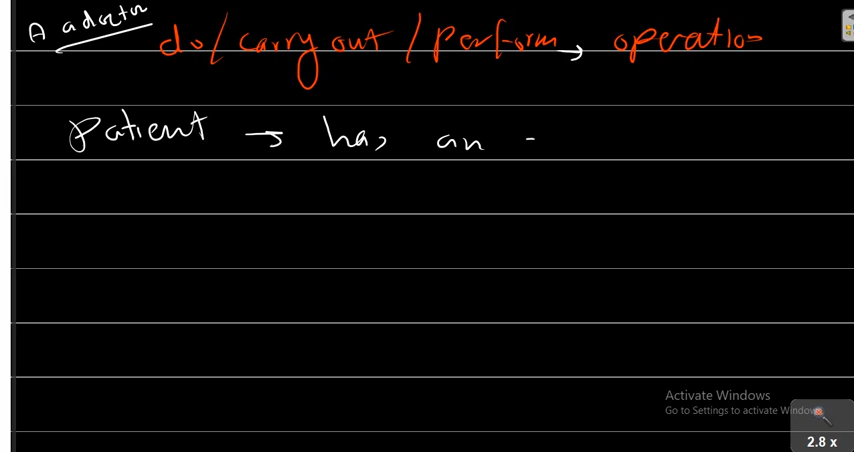 A a doctor do/ carry out / perform → operation
Patient → has an -
Activate Windows
Go to Settings to activate Windows.
2.8 x